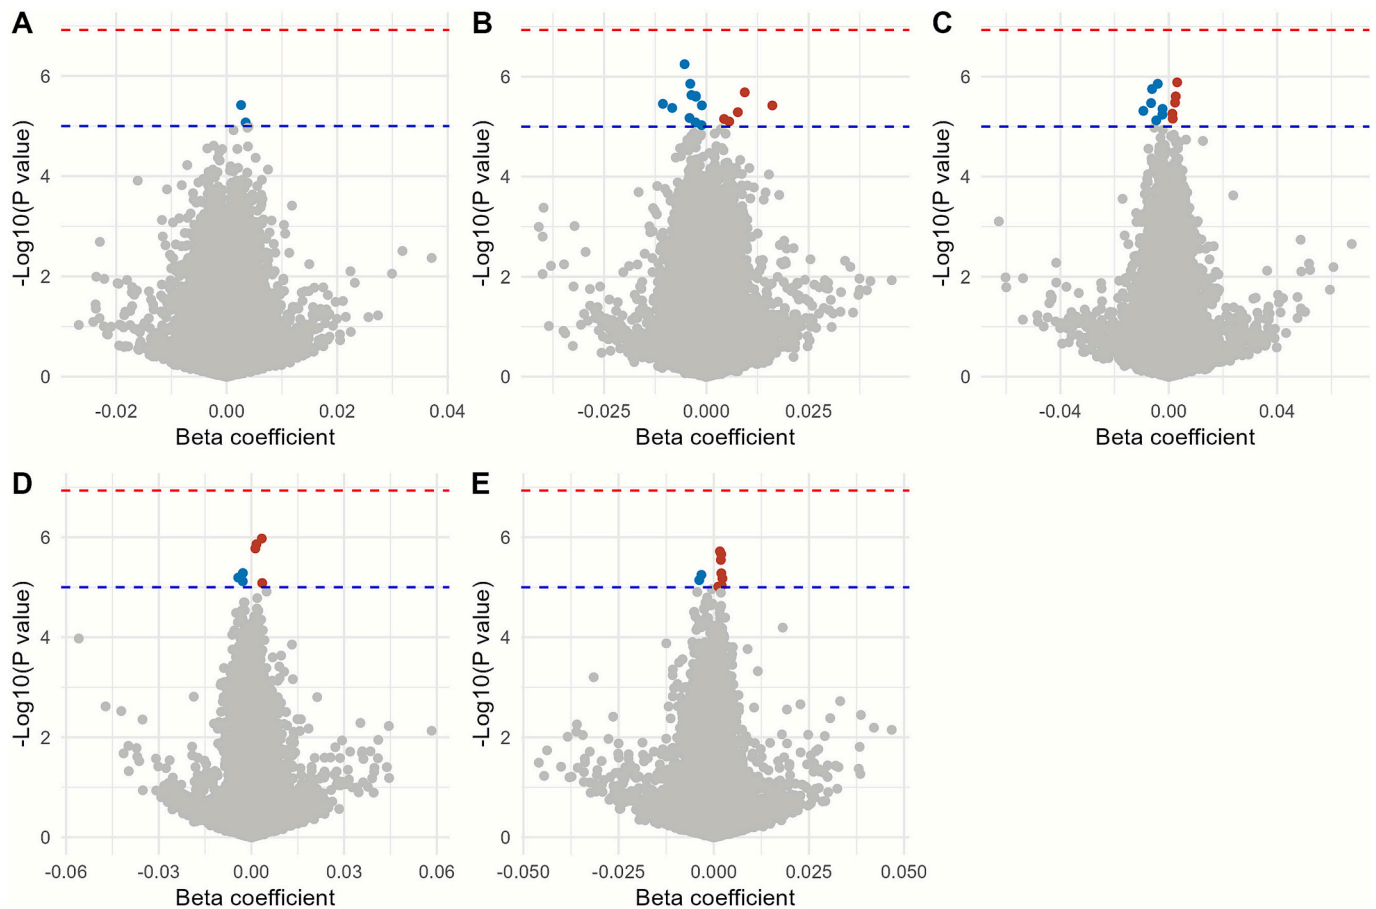 A
B
C
-Log10(P value)
6
4
2
0
-0.02
0.00
0.02
0.04
Beta coefficient
-Log10(P value)
6
4
2
0
-0.025
0.000
0.025
Beta coefficient
-Log10(P value)
6
4
2
0
-0.04
0.00
0.04
Beta coefficient
D
E
-Log10(P value)
6
4
2
0
-0.06
-0.03
0.00
0.03
0.06
Beta coefficient
-Log10(P value)
6
4
2
0
-0.050
-0.025
0.000
0.025
0.050
Beta coefficient